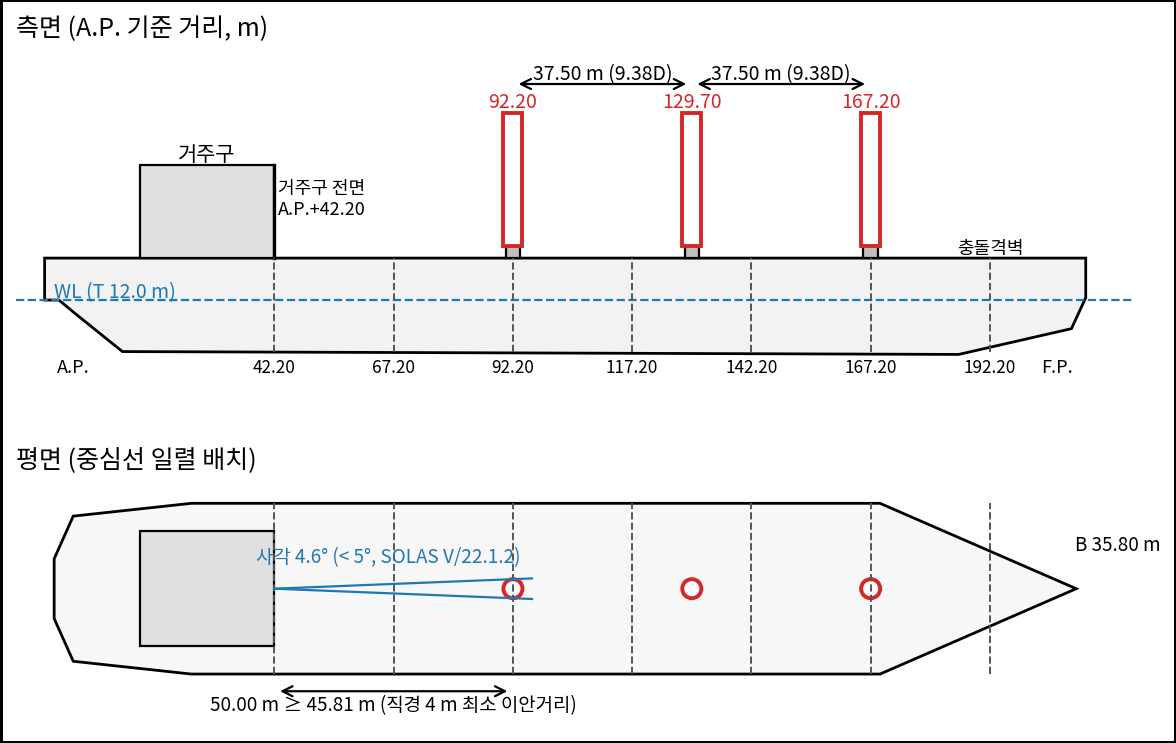 측면 (A.P. 기준 거리, m)
37.50 m (9.38D) 37.50 m (9.38D)
92.20 129.70 167.20
거주구
거주구 전면
A.P.+42.20
충돌격벽
WL (T 12.0 m)
A.P. 42.20 67.20 92.20 117.20 142.20 167.20 192.20 F.P.
평면 (중심선 일렬 배치)
B 35.80 m
사각 4.6° (< 5°, SOLAS V/22.1.2)
50.00 m ≥ 45.81 m (직경 4 m 최소 이안거리)